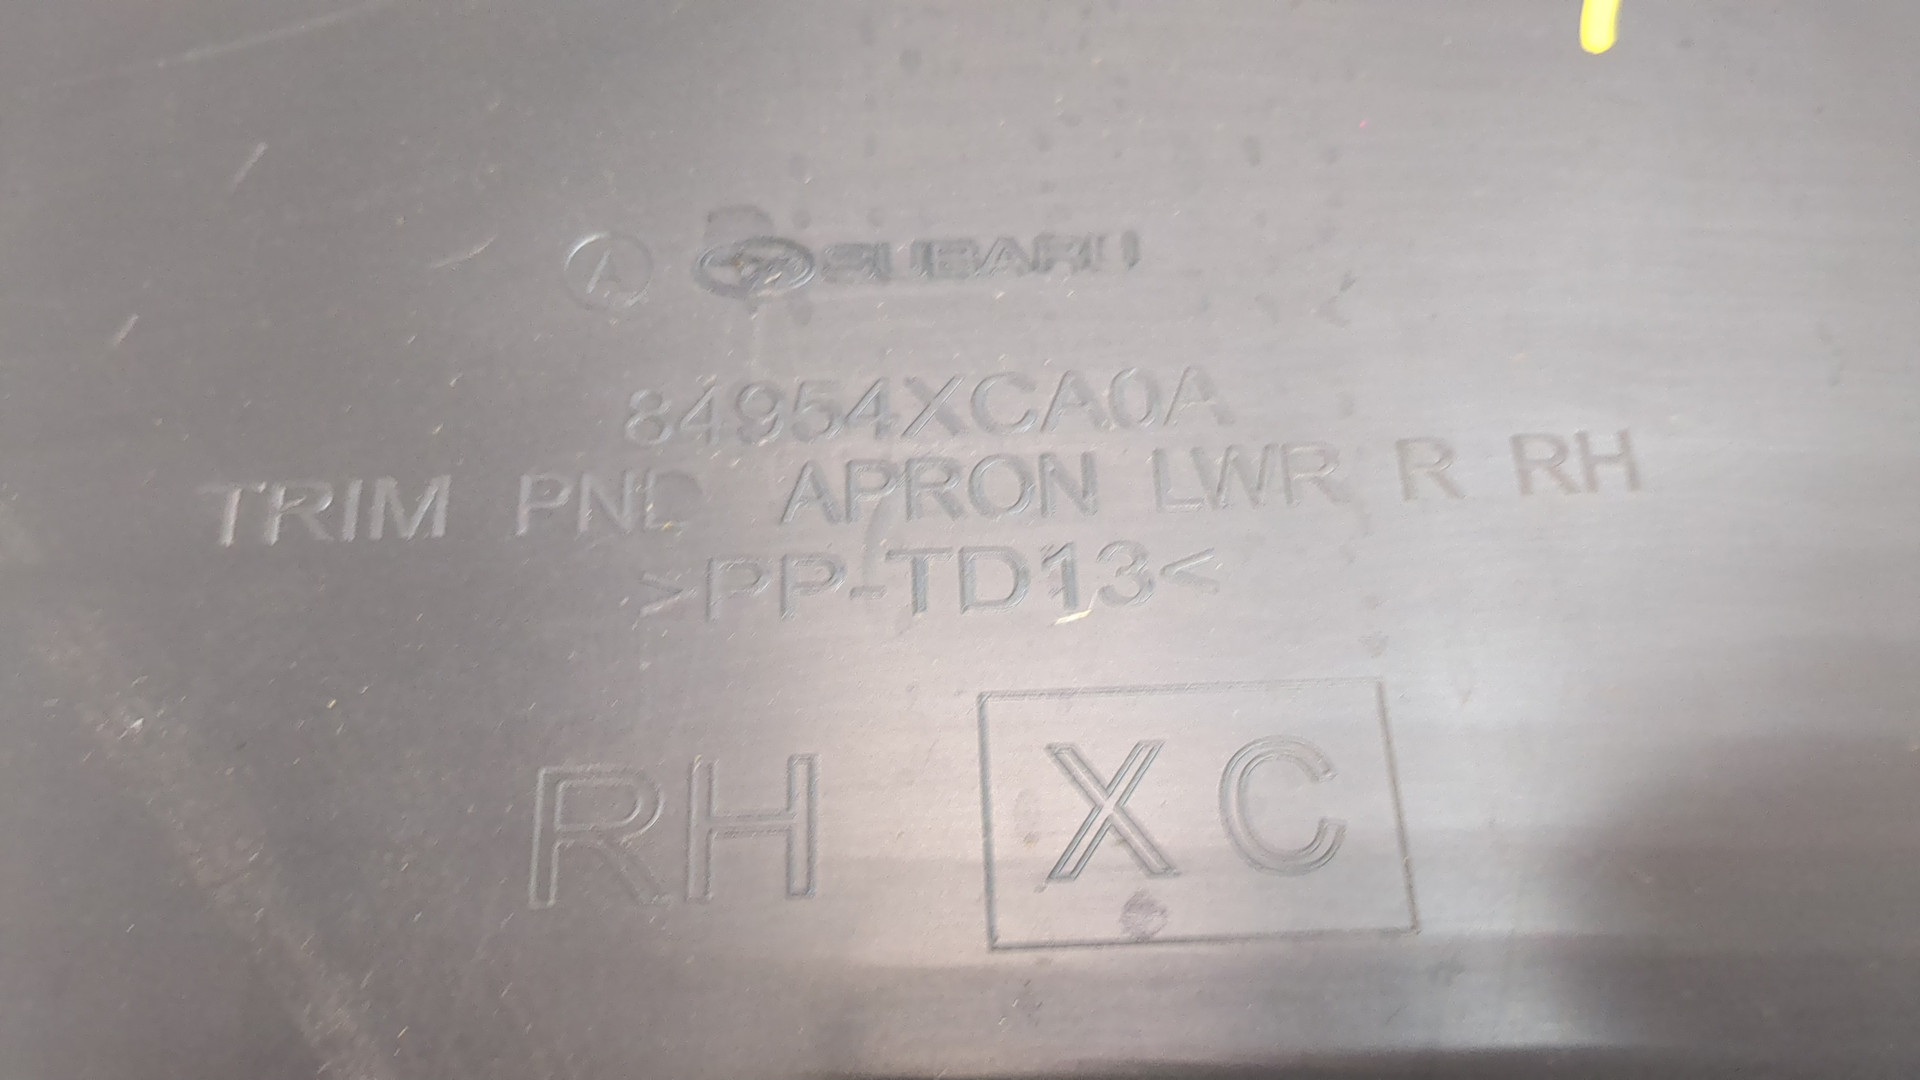 A SUBARU
84954XCA0A
TRIM PNL APRON LWR R RH
>PP-TD13<
RH XC